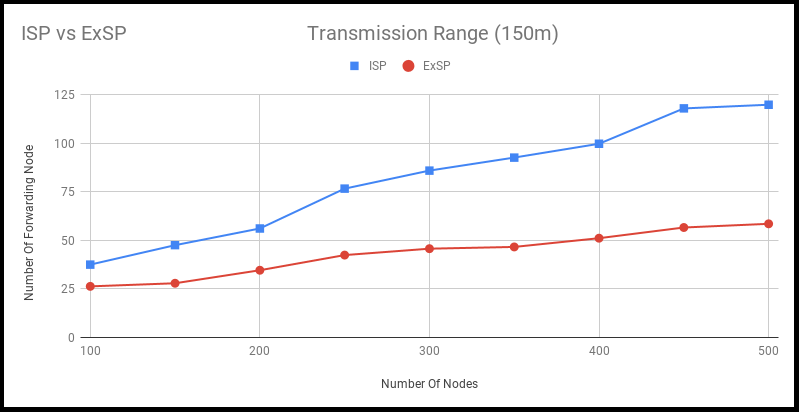 ISP vs ExSP
Transmission Range (150m)
ISP
ExSP
Number Of Forwarding Node
125
100
75
50
25
0
100
200
300
400
500
Number Of Nodes